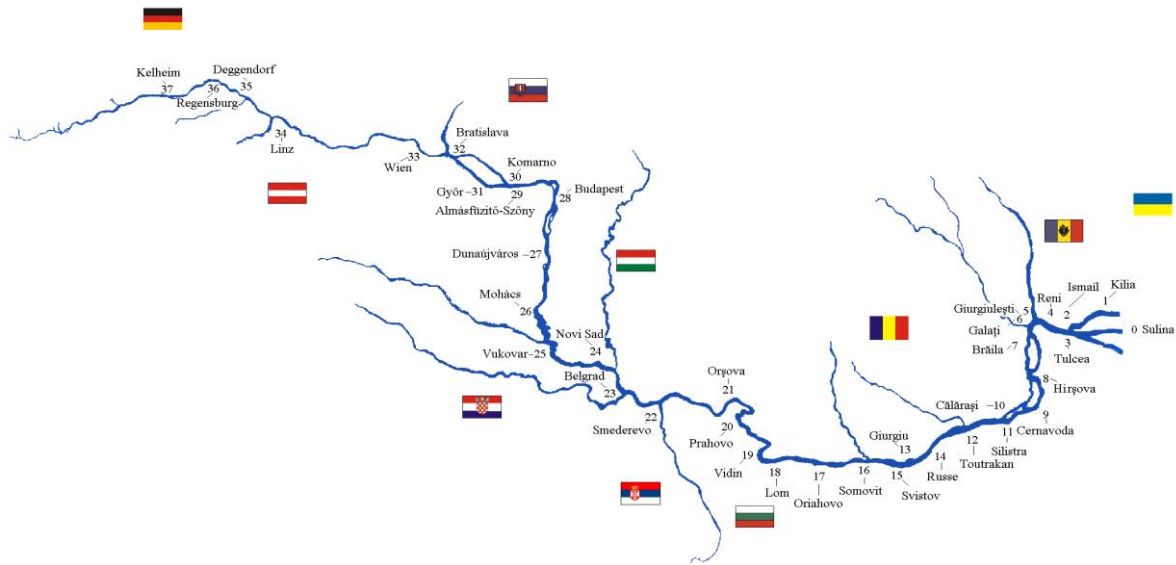 Deggendorf
Kelheim
37
36
35
Regensburg
34
Linz
Bratislava
32
33
Wien
Komarno
30
Győr –31
29
Almásfüzitő-Szőny
28
Budapest
Dunaújváros –27
Mohács
26
Novi Sad
24
Vukovar–25
Belgrad
23
22
Smederevo
Orşova
21
20
Prahovo
19
Vidin
18
Lom
17
Oriahovo
16
Somovit
15
Svistov
Giurgiu
13
14
Russe
12
Toutrakan
11
Silistra
Călăraşi –10
9
Cernavoda
8
Hirşova
Brăila
7
Galaţi
6
Giurgiuleşti
5
Reni
4
Ismail
2
Kilia
1
0 Sulina
3
Tulcea